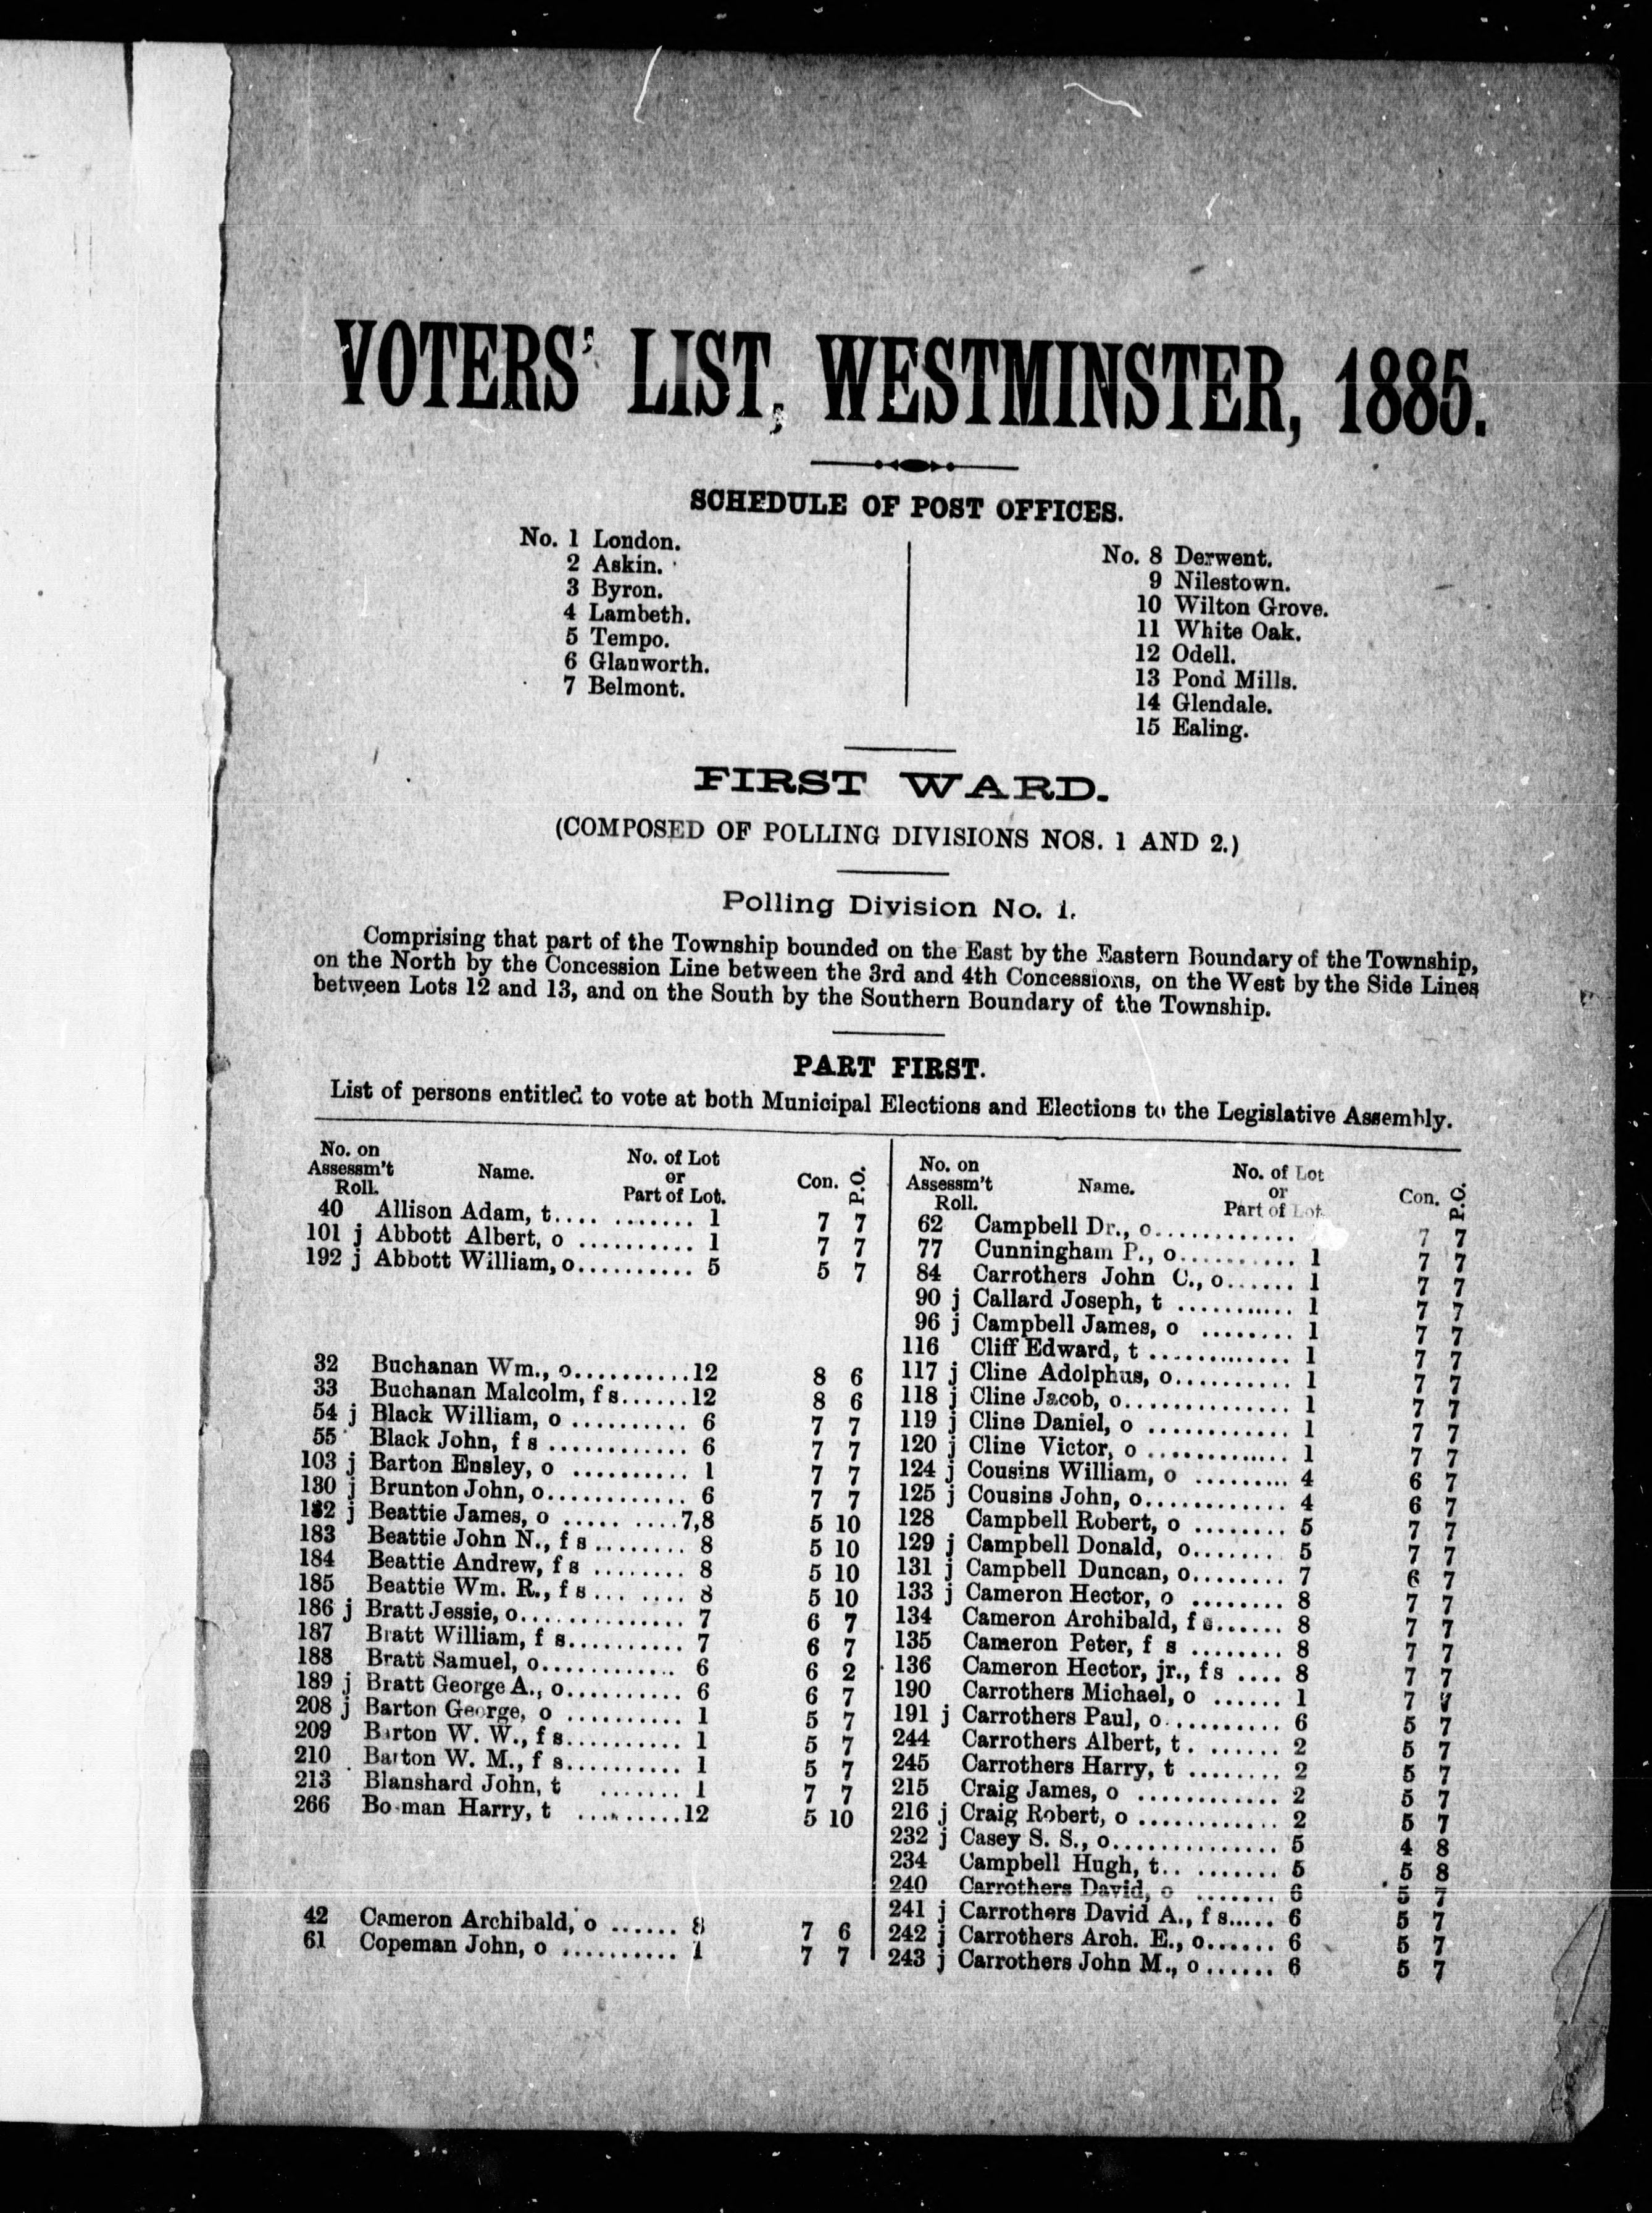 VOTERS' LIST, WESTMINSTER, 1885.
SCHEDULE OF POST OFFICES.
No. 1 London.
2 Askin.
3 Byron.
4 Lambeth.
5 Tempo.
6 Glanworth.
7 Belmont.
No. 8 Derwent.
9 Nilestown.
10 Wilton Grove.
11 White Oak.
12 Odell.
13 Pond Mills.
14 Glendale.
15 Ealing.
FIRST WARD.
(COMPOSED OF POLLING DIVISIONS NOS. 1 AND 2.)
Polling Division No. 1.
Comprising that part of the Township bounded on the East by the Eastern Boundary of the Township,
on the North by the Concession Line between the 3rd and 4th Concessions, on the West by the Side Lines
between Lots 12 and 13, and on the South by the Southern Boundary of the Township.
PART FIRST.
List of persons entitled to vote at both Municipal Elections and Elections to the Legislative Assembly.
No. on Assessm't Roll. Name. No. of Lot or Part of Lot. Con. P.O.
40 Allison Adam, t.... ....... 1 7 7
101 j Abbott Albert, o .......... 1 7 7
192 j Abbott William, o.......... 5 5 7
32 Buchanan Wm., o..........12 8 6
33 Buchanan Malcolm, f s......12 8 6
54 j Black William, o .......... 6 7 7
55 Black John, f s ............ 6 7 7
103 j Barton Ensley, o .......... 1 7 7
130 j Brunton John, o............ 6 7 7
182 j Beattie James, o ..... ....7,8 5 10
183 Beattie John N., f s ........ 8 5 10
184 Beattie Andrew, f s ........ 8 5 10
185 Beattie Wm. R., f s ... .... 8 5 10
186 j Bratt Jessie, o.............. 7 6 7
187 Bratt William, f s.......... 7 6 7
188 Bratt Samuel, o............ 6 6 2
189 j Bratt George A., o.......... 6 6 7
208 j Barton George, o .......... 1 5 7
209 Barton W. W., f s.......... 1 5 7
210 Barton W. M., f s.......... 1 5 7
213 Blanshard John, t ....... 1 7 7
266 Bo man Harry, t ..........12 5 10
42 Cameron Archibald, o ...... 8 7 6
61 Copeman John, o .......... 1 7 7
No. on Assessm't Roll. Name. No. of Lot or Part of Lot. Con. P.O.
62 Campbell Dr., o............ 7 7
77 Cunningham P., o.......... 1 7 7
84 Carrothers John C., o...... 1 7 7
90 j Callard Joseph, t .......... 1 7 7
96 j Campbell James, o ........ 1 7 7
116 Cliff Edward, t ............ 1 7 7
117 j Cline Adolphus, o.......... 1 7 7
118 j Cline Jacob, o.............. 1 7 7
119 j Cline Daniel, o ............ 1 7 7
120 j Cline Victor, o ............ 1 7 7
124 j Cousins William, o ......... 4 6 7
125 j Cousins John, o............ 4 6 7
128 Campbell Robert, o ........ 5 7 7
129 j Campbell Donald, o....... 5 7 7
131 j Campbell Duncan, o........ 7 6 7
133 j Cameron Hector, o ........ 8 7 7
134 Cameron Archibald, f s...... 8 7 7
135 Cameron Peter, f s ........ 8 7 7
136 Cameron Hector, jr., f s .... 8 7 7
190 Carrothers Michael, o ...... 1 7 7
191 j Carrothers Paul, o.......... 6 5 7
244 Carrothers Albert, t . ...... 2 5 7
245 Carrothers Harry, t ........ 2 5 7
215 Craig James, o ............ 2 5 7
216 j Craig Robert, o ............ 2 5 7
232 j Casey S. S., o............... 5 4 8
234 Campbell Hugh, t.. ....... 5 5 8
240 Carrothers David, o ....... 6 5 7
241 j Carrothers David A., f s..... 6 5 7
242 j Carrothers Arch. E., o...... 6 5 7
243 j Carrothers John M., o ...... 6 5 7